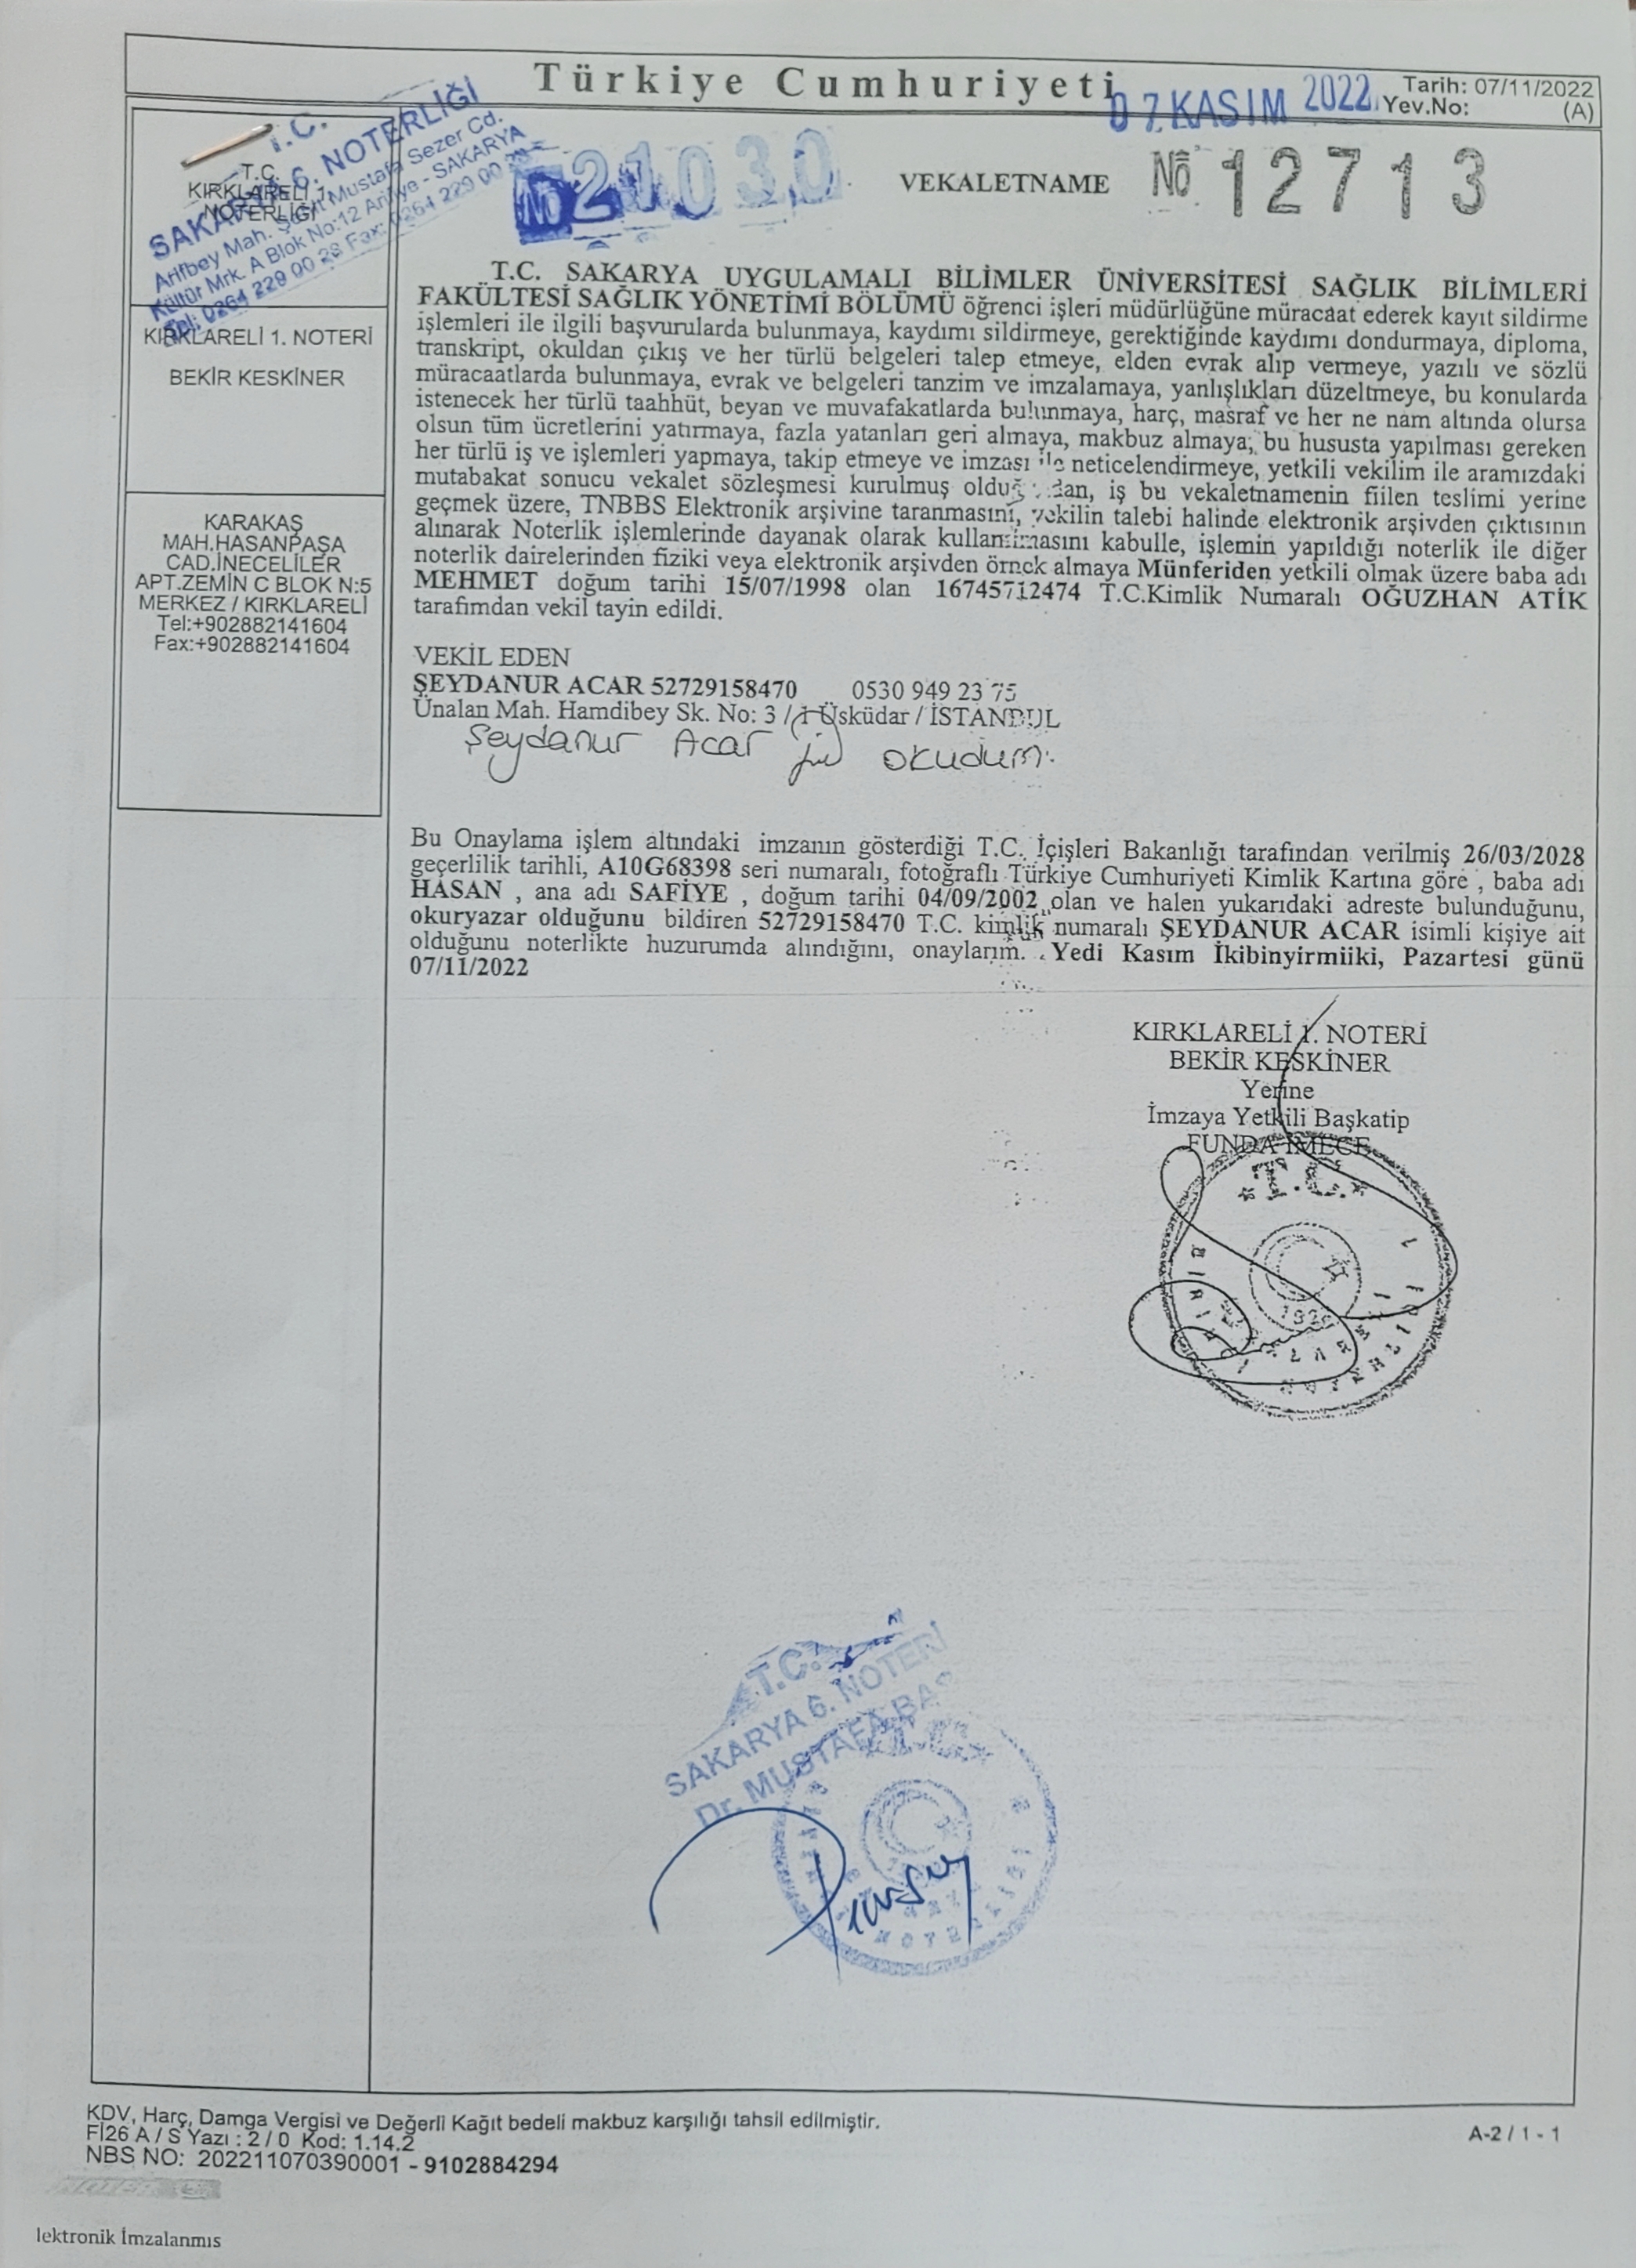 Türkiye Cumhuriyeti
07 KASIM 2022
Tarih: 07/11/2022
Yev.No:
(A)
T.C.
SAKARYA 6. NOTERLİĞİ
Arifbey Mah. Şehit Mustafa Sezer Cd.
Kültür Mrk. A Blok No:12 Arifiye - SAKARYA
Tel: 0264 229 00 28 Fax: 0264 229 00
T.C.
KIRKLARELİ 1.
NOTERLİĞİ
KIRKLARELİ 1. NOTERİ
BEKİR KESKİNER
KARAKAŞ
MAH.HASANPAŞA
CAD.İNECELİLER
APT.ZEMİN C BLOK N:5
MERKEZ / KIRKLARELİ
Tel:+902882141604
Fax:+902882141604
No 21030
VEKALETNAME
No 12713
T.C. SAKARYA UYGULAMALI BİLİMLER ÜNİVERSİTESİ SAĞLIK BİLİMLERİ
FAKÜLTESİ SAĞLIK YÖNETİMİ BÖLÜMÜ öğrenci işleri müdürlüğüne müracaat ederek kayıt sildirme
işlemleri ile ilgili başvurularda bulunmaya, kaydımı sildirmeye, gerektiğinde kaydımı dondurmaya, diploma,
transkript, okuldan çıkış ve her türlü belgeleri talep etmeye, elden evrak alıp vermeye, yazılı ve sözlü
müracaatlarda bulunmaya, evrak ve belgeleri tanzim ve imzalamaya, yanlışlıkları düzeltmeye, bu konularda
istenecek her türlü taahhüt, beyan ve muvafakatlarda bulunmaya, harç, masraf ve her ne nam altında olursa
olsun tüm ücretlerini yatırmaya, fazla yatanları geri almaya, makbuz almaya, bu hususta yapılması gereken
her türlü iş ve işlemleri yapmaya, takip etmeye ve imzası ile neticelendirmeye, yetkili vekilim ile aramızdaki
mutabakat sonucu vekalet sözleşmesi kurulmuş olduğundan, iş bu vekaletnamenin fiilen teslimi yerine
geçmek üzere, TNBBS Elektronik arşivine taranmasını, vekilin talebi halinde elektronik arşivden çıktısının
alınarak Noterlik işlemlerinde dayanak olarak kullanılmasını kabulle, işlemin yapıldığı noterlik ile diğer
noterlik dairelerinden fiziki veya elektronik arşivden örnek almaya Münferiden yetkili olmak üzere baba adı
MEHMET doğum tarihi 15/07/1998 olan 16745712474 T.C.Kimlik Numaralı OĞUZHAN ATİK
tarafımdan vekil tayin edildi.
VEKİL EDEN
ŞEYDANUR ACAR 52729158470 0530 949 23 75
Ünalan Mah. Hamdibey Sk. No: 3 / 1 Üsküdar / İSTANBUL
Şeydanur Acar okudum.
Bu Onaylama işlem altındaki imzanın gösterdiği T.C. İçişleri Bakanlığı tarafından verilmiş 26/03/2028
geçerlilik tarihli, A10G68398 seri numaralı, fotoğraflı Türkiye Cumhuriyeti Kimlik Kartına göre , baba adı
HASAN , ana adı SAFİYE , doğum tarihi 04/09/2002 olan ve halen yukarıdaki adreste bulunduğunu,
okuryazar olduğunu bildiren 52729158470 T.C. kimlik numaralı ŞEYDANUR ACAR isimli kişiye ait
olduğunu noterlikte huzurumda alındığını, onaylarım. Yedi Kasım İkibinyirmiiki, Pazartesi günü
07/11/2022
KIRKLARELİ 1. NOTERİ
BEKİR KESKİNER
Yerine
İmzaya Yetkili Başkatip
FUNDA İMECE
T.C.
T.C.
SAKARYA 6. NOTERİ
Dr. MUSTAFA
T.C.
KDV, Harç, Damga Vergisi ve Değerli Kağıt bedeli makbuz karşılığı tahsil edilmiştir.
Fİ26 A / S Yazı : 2 / 0 Kod: 1.14.2
NBS NO: 202211070390001 - 9102884294
A-2 / 1 - 1
lektronik İmzalanmıs